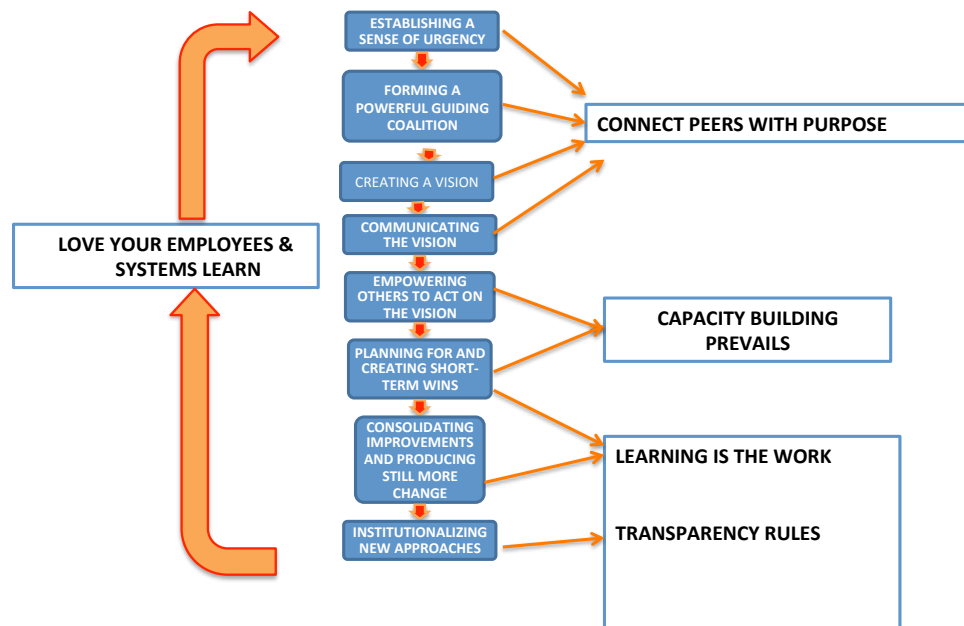 ESTABLISHING A
SENSE OF URGENCY
FORMING A
POWERFUL GUIDING
COALITION
CONNECT PEERS WITH PURPOSE
CREATING A VISION
COMMUNICATING
THE VISION
LOVE YOUR EMPLOYEES &
SYSTEMS LEARN
EMPOWERING
OTHERS TO ACT ON
THE VISION
CAPACITY BUILDING
PREVAILS
PLANNING FOR AND
CREATING SHORT-
TERM WINS
CONSOLIDATING
IMPROVEMENTS
AND PRODUCING
STILL MORE
CHANGE
LEARNING IS THE WORK
INSTITUTIONALIZING
NEW APPROACHES
TRANSPARENCY RULES